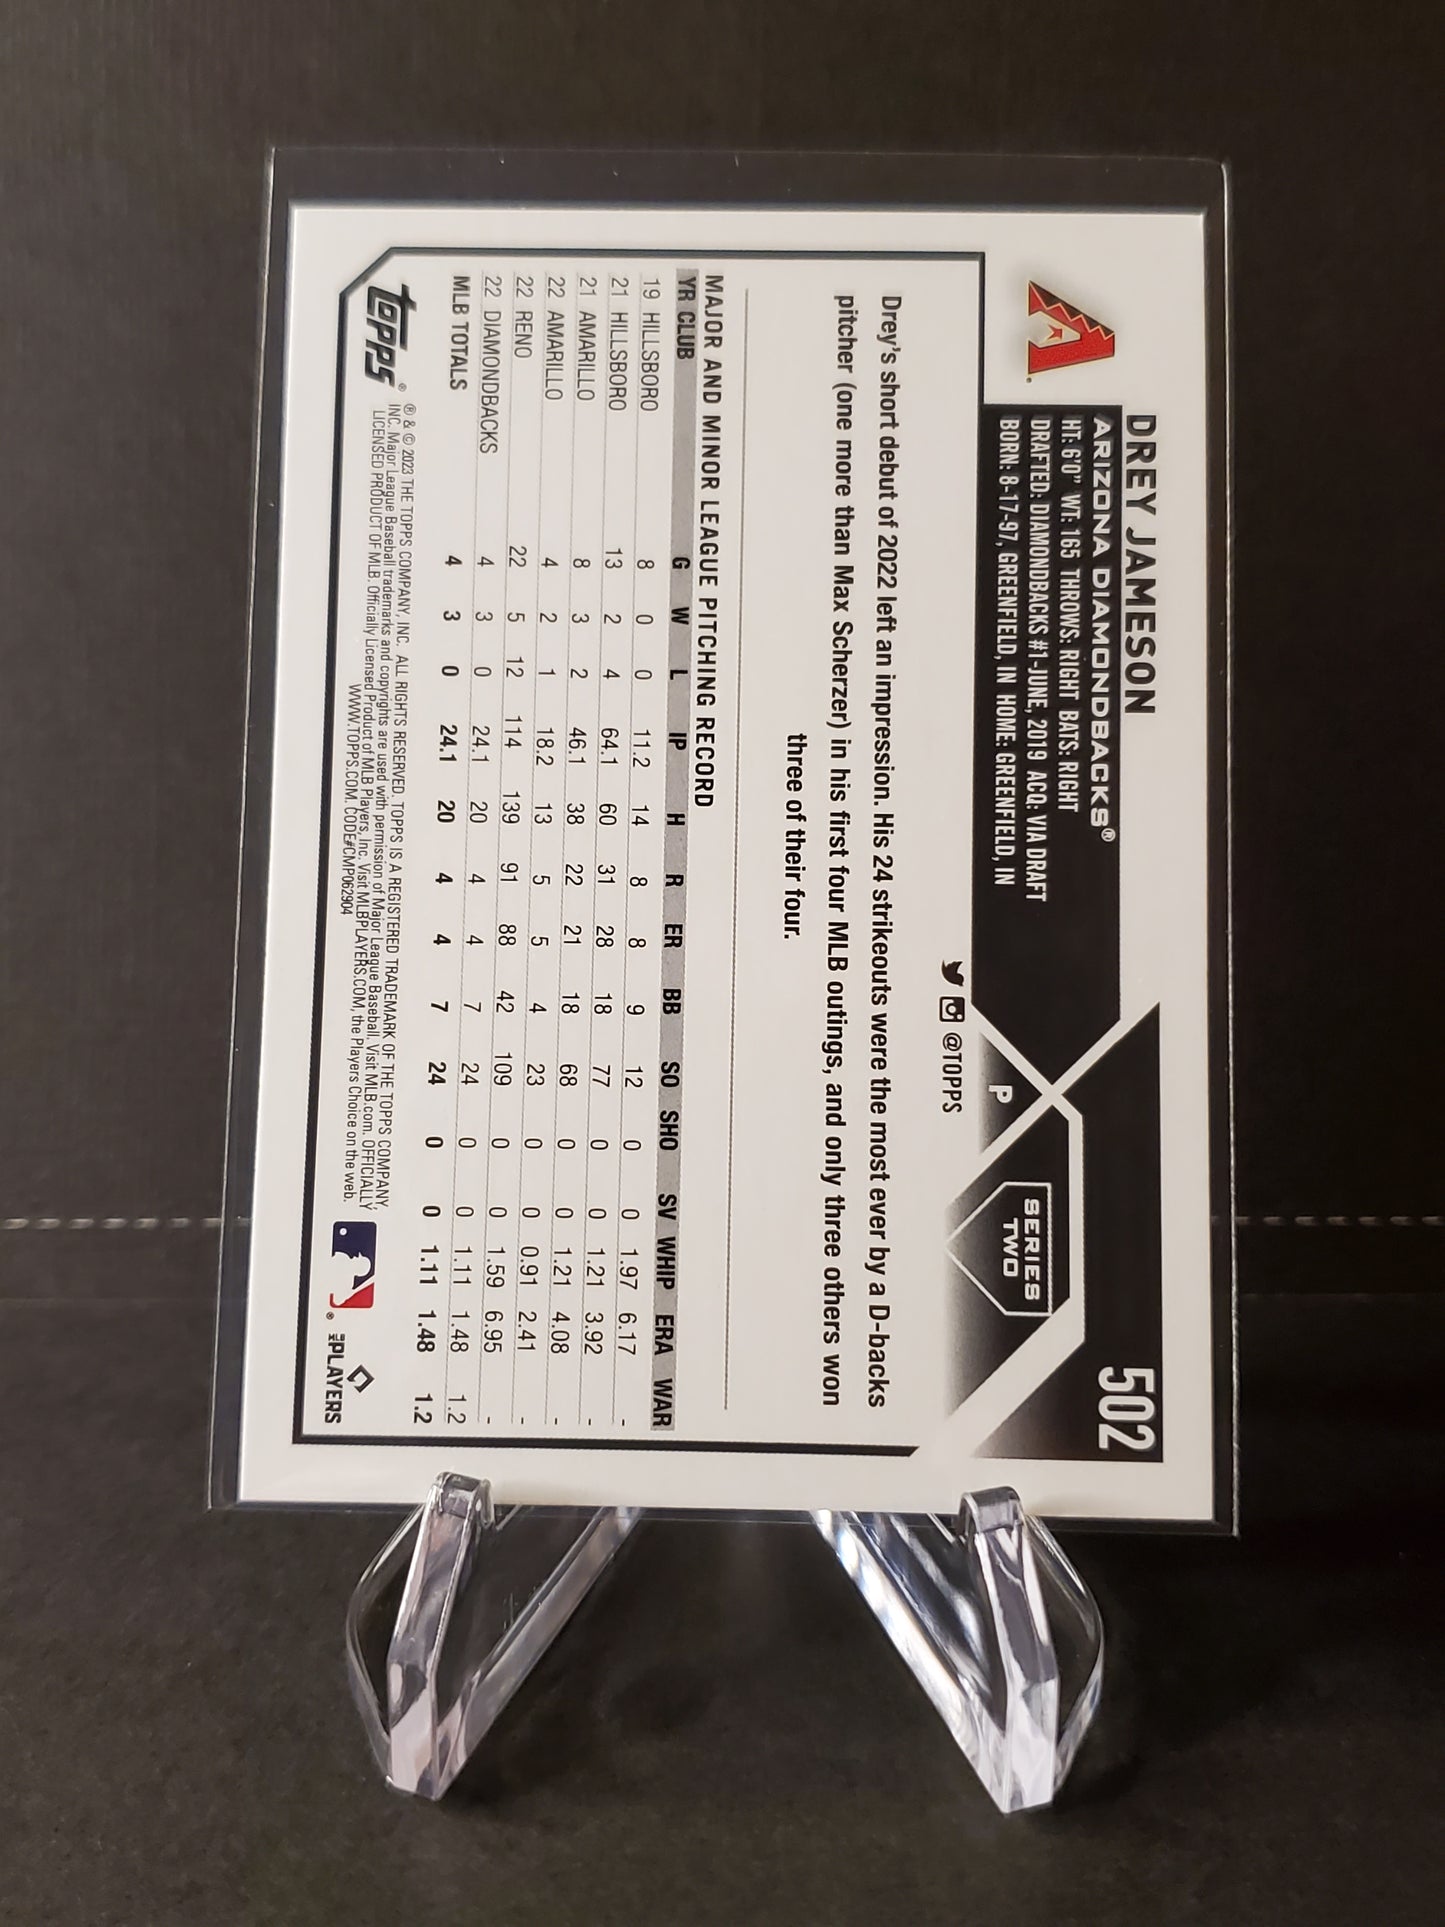 DREY JAMESON
502
ARIZONA DIAMONDBACKS®
HT: 6'0" WT: 165 THROWS: RIGHT BATS: RIGHT
DRAFTED: DIAMONDBACKS #1-JUNE, 2019 ACQ: VIA DRAFT
BORN: 8-17-97, GREENFIELD, IN HOME: GREENFIELD, IN
P
SERIES
TWO
@TOPPS
Drey's short debut of 2022 left an impression. His 24 strikeouts were the most ever by a D-backs
pitcher (one more than Max Scherzer) in his first four MLB outings, and only three others won
three of their four.
MAJOR AND MINOR LEAGUE PITCHING RECORD
YR CLUB G W L IP H R ER BB SO SHO SV WHIP ERA WAR
19 HILLSBORO 8 0 0 11.2 14 8 8 9 12 0 0 1.97 6.17 -
21 HILLSBORO 13 2 4 64.1 60 31 28 18 77 0 0 1.21 3.92 -
21 AMARILLO 8 3 2 46.1 38 22 21 18 68 0 0 1.21 4.08 -
22 AMARILLO 4 2 1 18.2 13 5 5 4 23 0 0 0.91 2.41 -
22 RENO 22 5 12 114 139 91 88 42 109 0 0 1.59 6.95 -
22 DIAMONDBACKS 4 3 0 24.1 20 4 4 7 24 0 0 1.11 1.48 1.2
MLB TOTALS 4 3 0 24.1 20 4 4 7 24 0 0 1.11 1.48 1.2
topps®
® & © 2023 THE TOPPS COMPANY, INC. ALL RIGHTS RESERVED. TOPPS IS A REGISTERED TRADEMARK OF THE TOPPS COMPANY,
INC. Major League Baseball trademarks and copyrights are used with permission of Major League Baseball. Visit MLB.com. OFFICIALLY
LICENSED PRODUCT OF MLB. Officially Licensed Product of MLB Players, Inc. Visit MLBPLAYERS.COM, the Players Choice on the web.
WWW.TOPPS.COM. CODE#CMP062904
®
MLB PLAYERS